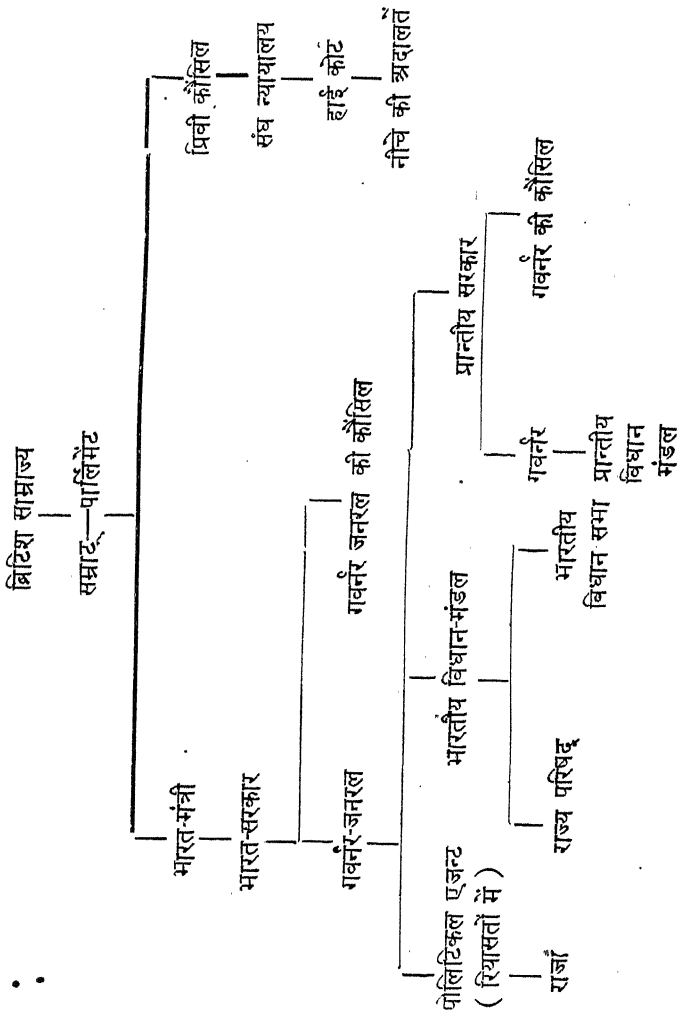 ब्रिटिश साम्राज्य
सम्राट्—पार्लिमेंट
भारत-मंत्री
भारत-सरकार
गवर्नर-जनरल
गवर्नर जनरल की कौंसिल
पोलिटिकल एजन्ट
( रियासतों में )
राजा
भारतीय विधान-मंडल
राज्य परिषद्
भारतीय
विधान सभा
प्रान्तीय सरकार
गवर्नर
प्रान्तीय
विधान
मंडल
गवर्नर की कौंसिल
प्रिवी कौंसिल
संघ न्यायालय
हाई कोर्ट
नीचे की अदालतें